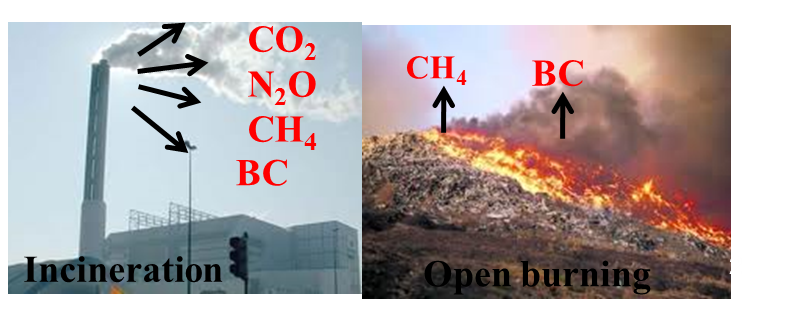 CO₂
N₂O
CH₄
BC
Incineration
CH₄
BC
Open burning